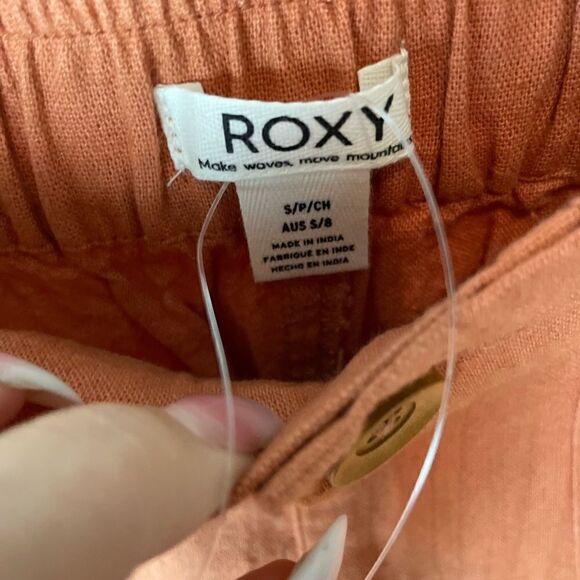 ROXY
Make waves, move mountai
S/P/CH
AUS S/8
MADE IN INDIA
FABRIQUÉ EN INDE
HECHO EN INDIA